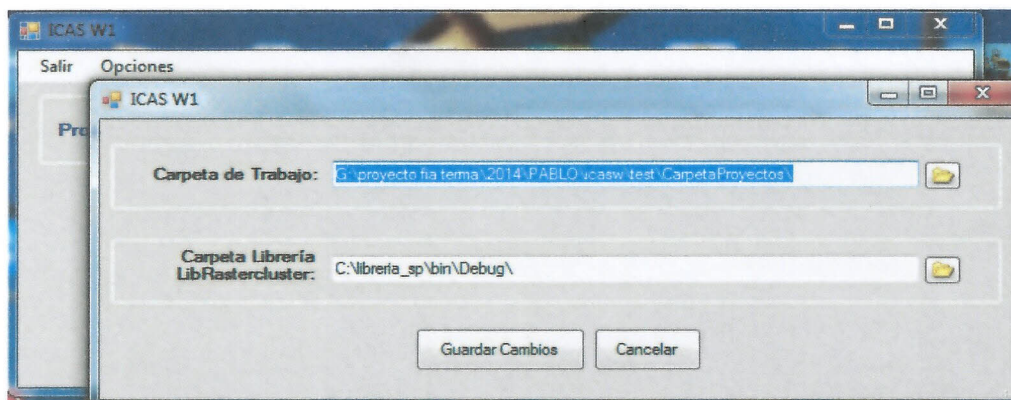 ICAS W1
Salir Opciones
ICAS W1
Pro
Carpeta de Trabajo: G:\proyecto fia terma\2014\PABLO\icasw\test\CarpetaProyectos\
Carpeta Librería
LibRastercluster: C:\libreria_sp\bin\Debug\
Guardar Cambios Cancelar